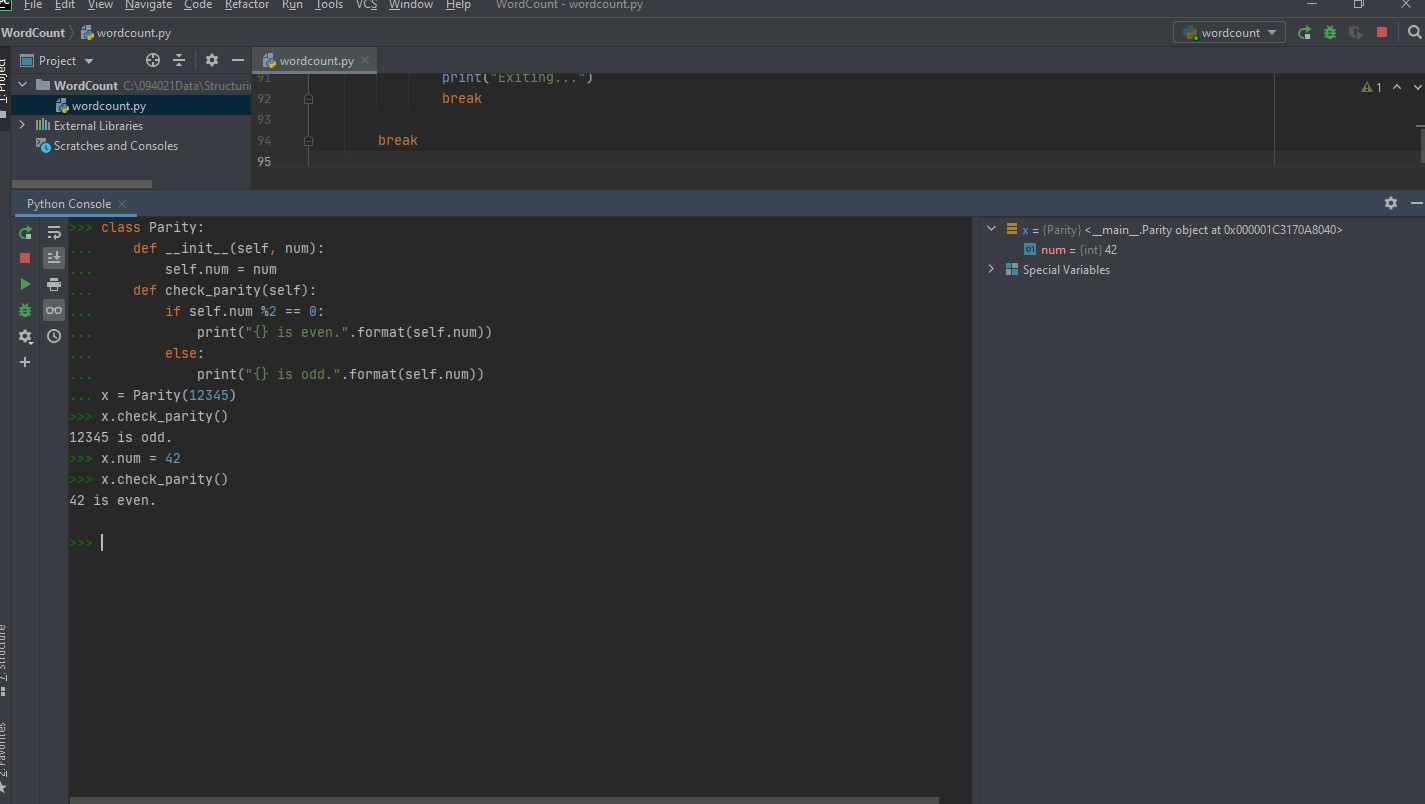 File Edit View Navigate Code Refactor Run Tools VCS Window Help WordCount - wordcount.py
WordCount wordcount.py wordcount
1: Project
Project
wordcount.py
WordCount C:\094021Data\Structurin
wordcount.py
External Libraries
Scratches and Consoles
91 print("Exiting...")
92 break
93
94 break
95
1
Python Console
>>> class Parity:
... def __init__(self, num):
... self.num = num
... def check_parity(self):
... if self.num %2 == 0:
... print("{} is even.".format(self.num))
... else:
... print("{} is odd.".format(self.num))
... x = Parity(12345)
>>> x.check_parity()
12345 is odd.
>>> x.num = 42
>>> x.check_parity()
42 is even.
>>>
x = {Parity} <__main__.Parity object at 0x000001C3170A8040>
01 num = {int} 42
Special Variables
7: Structure
2: Favorites